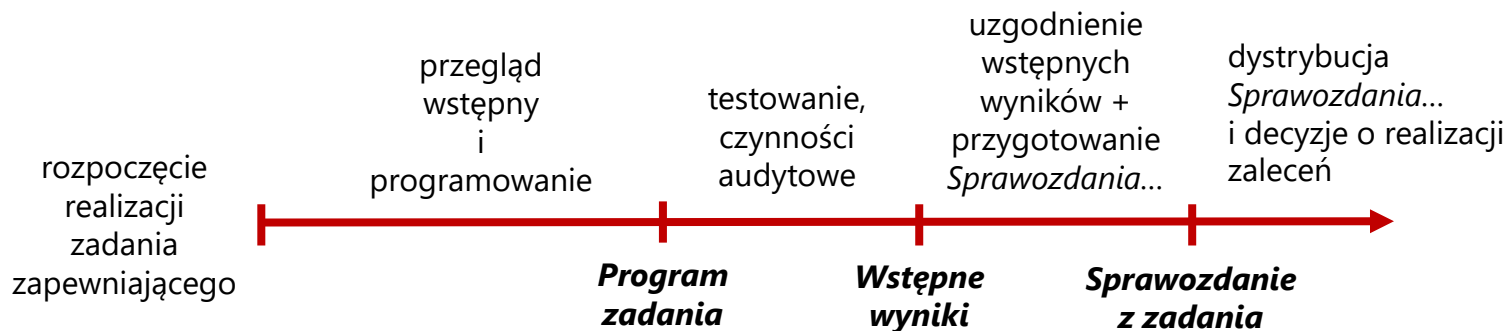 rozpoczęcie
realizacji
zadania
zapewniającego
przegląd
wstępny
i
programowanie
testowanie,
czynności
audytowe
uzgodnienie
wstępnych
wyników +
przygotowanie
Sprawozdania...
dystrybucja
Sprawozdania...
i decyzje o realizacji
zaleceń
Program
zadania
Wstępne
wyniki
Sprawozdanie
z zadania